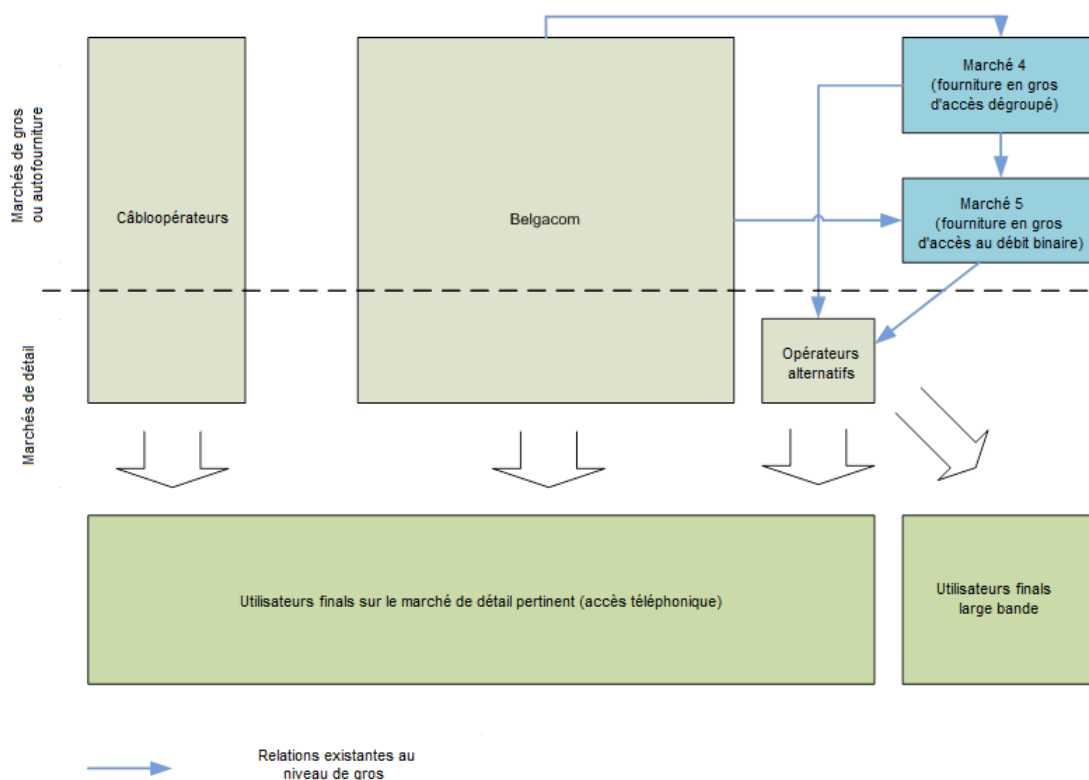 Marchés de gros
ou autofourniture
Câbloopérateurs
Belgacom
Marché 4
(fourniture en gros
d'accès dégroupé)
Marché 5
(fourniture en gros
d'accès au débit binaire)
Marchés de détail
Opérateurs
alternatifs
Utilisateurs finals sur le marché de détail pertinent (accès téléphonique)
Utilisateurs finals
large bande
Relations existantes au
niveau de gros